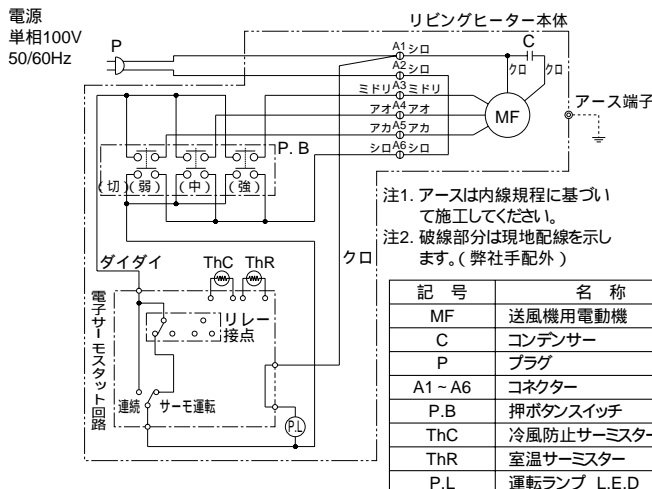 電源
単相100V
50/60Hz
P
リビングヒーター本体
A1 シロ
C
A2 シロ
クロ クロ
ミドリ A3 ミドリ
アオ A4 アオ
アカ A5 アカ
シロ A6 シロ
MF
アース端子
P. B
(切)(弱) (中) (強)
注1. アースは内線規程に基づい
て施工してください。
注2. 破線部分は現地配線を示し
ます。(弊社手配外)
ダイダイ
ThC ThR
クロ
電子サーモスタット回路
リレー
接点
連続 サーモ運転
P.L
記 号 名 称
MF 送風機用電動機
C コンデンサー
P プラグ
A1~A6 コネクター
P.B 押ボタンスイッチ
ThC 冷風防止サーミスター
ThR 室温サーミスター
P.L 運転ランプ L.E.D